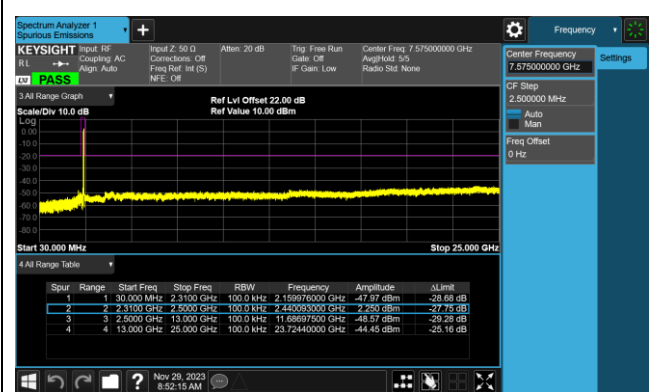 Spectrum Analyzer 1
Spurious Emissions
Frequency
KEYSIGHT Input: RF Input Z: 50 Ω Atten: 20 dB Trig: Free Run Center Freq: 7.575000000 GHz
RL Coupling: AC Corrections: Off Gate: Off Avg|Hold: 5/5
Align: Auto Freq Ref: Int (S) IF Gain: Low Radio Std: None
LXI PASS NFE: Off
Center Frequency
7.575000000 GHz
Settings
CF Step
2.500000 MHz
Auto
Man
Freq Offset
0 Hz
3 All Range Graph
Ref Lvl Offset 22.00 dB
Scale/Div 10.0 dB Ref Value 10.00 dBm
Log
0.00
-10.0
-20.0
-30.0
-40.0
-50.0
-60.0
-70.0
-80.0
Start 30.000 MHz Stop 25.000 GHz
4 All Range Table
Spur Range Start Freq Stop Freq RBW Frequency Amplitude ΔLimit
1 1 30.000 MHz 2.3100 GHz 100.0 kHz 2.159976000 GHz -47.97 dBm -28.68 dB
2 2 2.3100 GHz 2.5000 GHz 100.0 kHz 2.440093000 GHz 2.250 dBm -27.75 dB
3 3 2.5000 GHz 13.000 GHz 100.0 kHz 11.68697500 GHz -48.57 dBm -29.28 dB
4 4 13.000 GHz 25.000 GHz 100.0 kHz 23.72440000 GHz -44.45 dBm -25.16 dB
Nov 29, 2023
8:52:15 AM